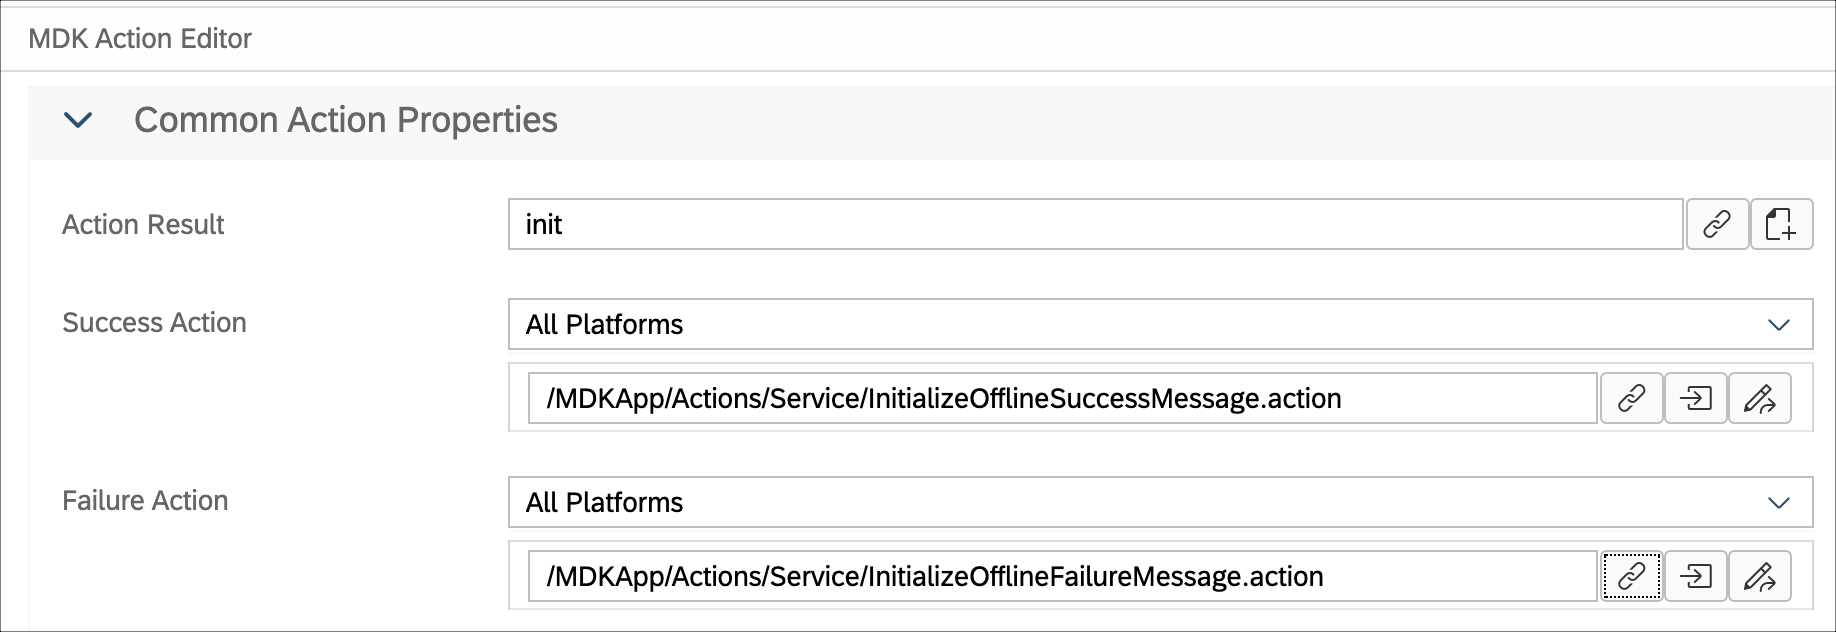 MDK Action Editor
Common Action Properties
Action Result
init
Success Action
All Platforms
/MDKApp/Actions/Service/InitializeOfflineSuccessMessage.action
Failure Action
All Platforms
/MDKApp/Actions/Service/InitializeOfflineFailureMessage.action